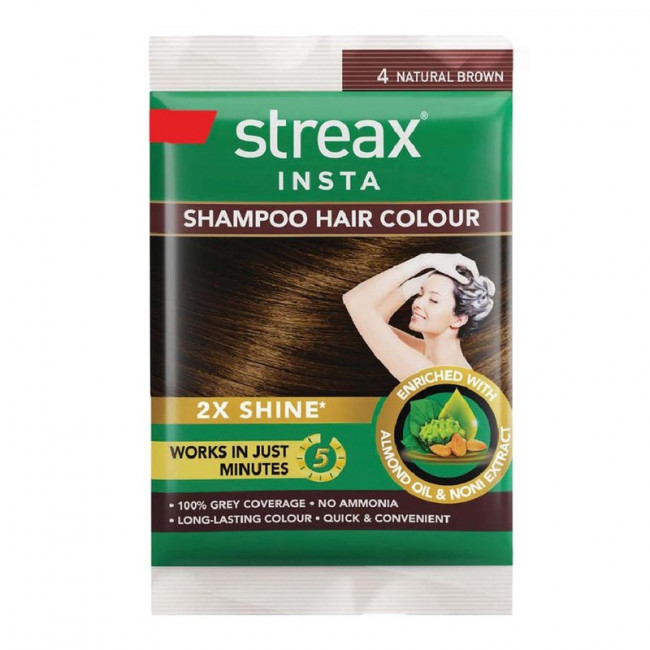 4 NATURAL BROWN
streax®
INSTA
SHAMPOO HAIR COLOUR
2X SHINE*
ENRICHED WITH
ALMOND OIL & NONI EXTRACT
WORKS IN JUST
MINUTES
5
• 100% GREY COVERAGE • NO AMMONIA
• LONG-LASTING COLOUR • QUICK & CONVENIENT